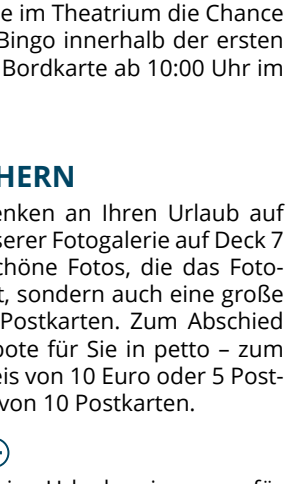 e im Theatrium die Chance
Bingo innerhalb der ersten
Bordkarte ab 10:00 Uhr im
HERN
enken an Ihren Urlaub auf
serer Fotogalerie auf Deck 7
chöne Fotos, die das Foto-
t, sondern auch eine große
Postkarten. Zum Abschied
bote für Sie in petto – zum
eis von 10 Euro oder 5 Post-
von 10 Postkarten.